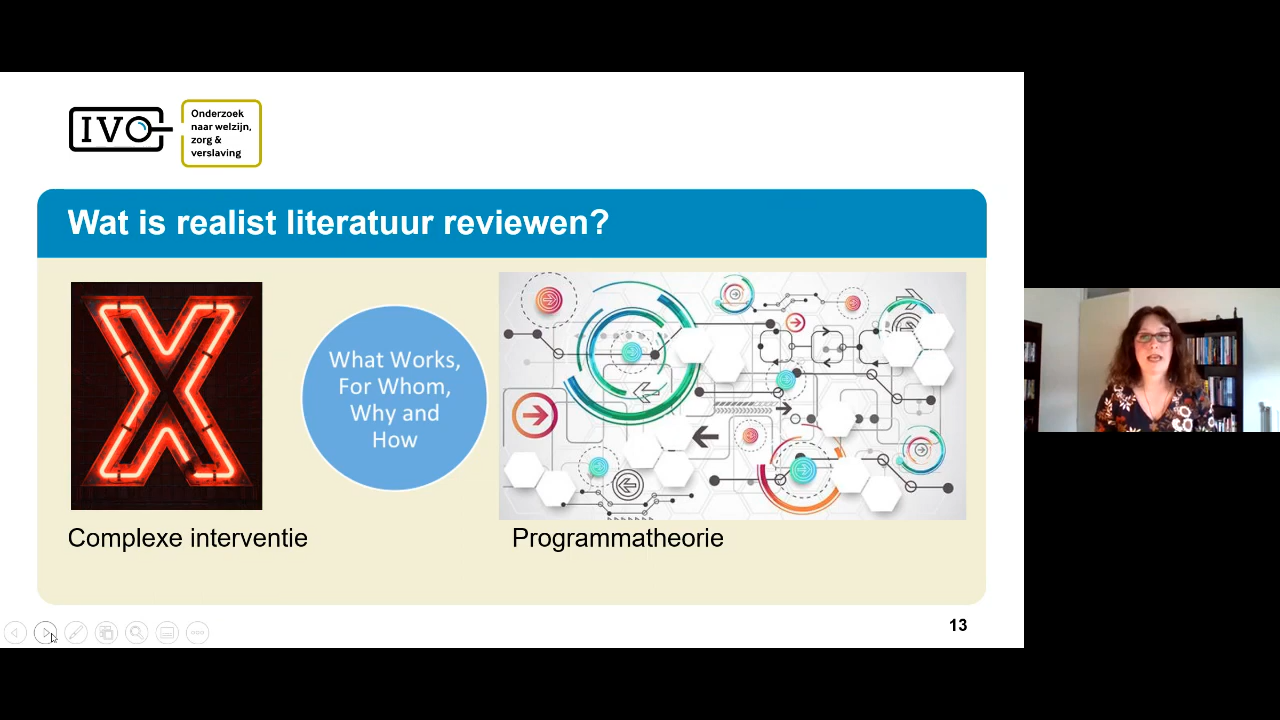 IVO
Onderzoek
naar welzijn,
zorg &
verslaving
Wat is realist literatuur reviewen?
X
What Works,
For Whom,
Why and
How
Complexe interventie
Programmatheorie
13